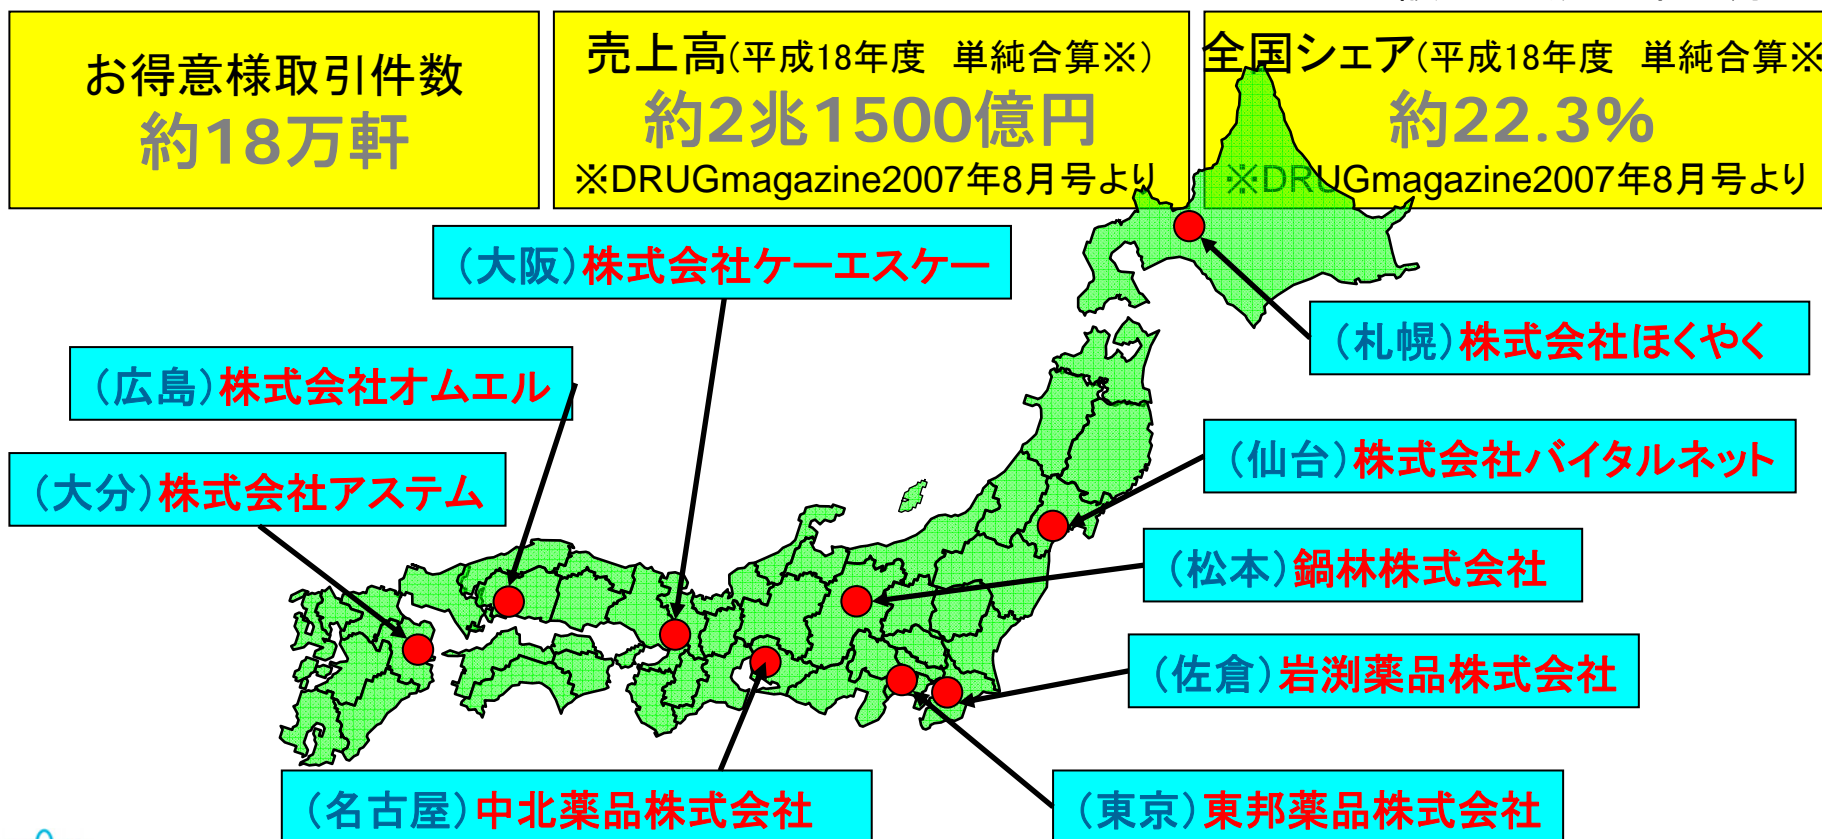 お得意様取引件数
約18万軒
売上高(平成18年度 単純合算※)
約2兆1500億円
※DRUGmagazine2007年8月号より
全国シェア(平成18年度 単純合算※
約22.3%
※DRUGmagazine2007年8月号より
(大阪)株式会社ケーエスケー
(札幌)株式会社ほくやく
(広島)株式会社オムエル
(仙台)株式会社バイタルネット
(大分)株式会社アステム
(松本)鍋林株式会社
(佐倉)岩渕薬品株式会社
(名古屋)中北薬品株式会社
(東京)東邦薬品株式会社